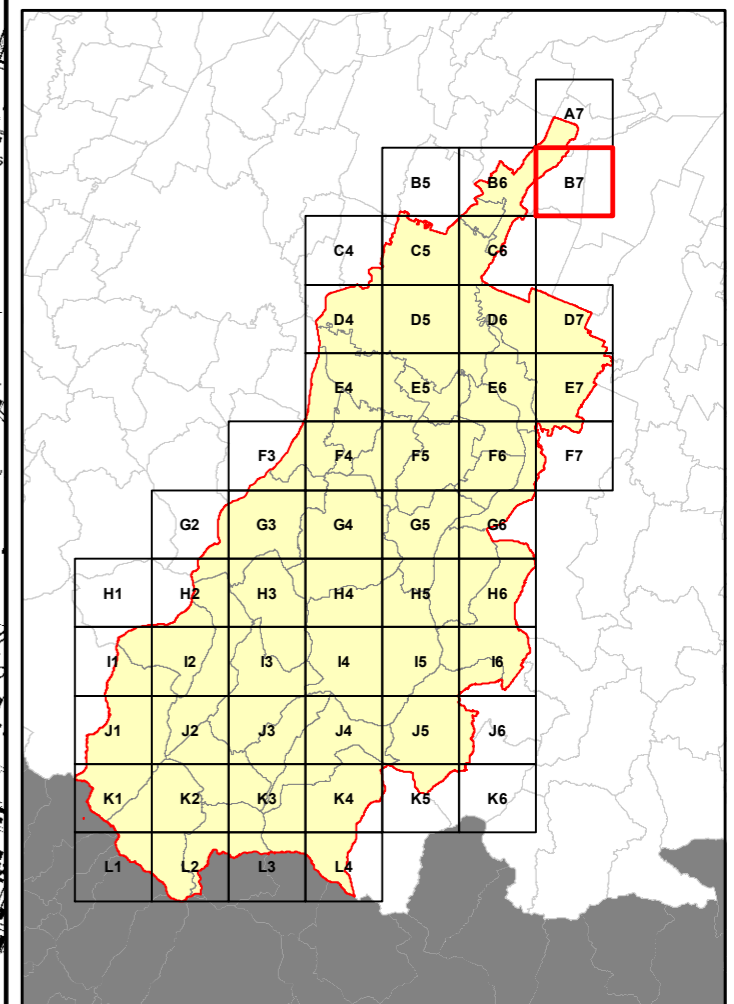 A7
B5 B6 B7
C4 C5 C6
D4 D5 D6 D7
E4 E5 E6 E7
F3 F4 F5 F6 F7
G2 G3 G4 G5 G6
H1 H2 H3 H4 H5 H6
I1 I2 I3 I4 I5 I6
J1 J2 J3 J4 J5 J6
K1 K2 K3 K4 K5 K6
L1 L2 L3 L4